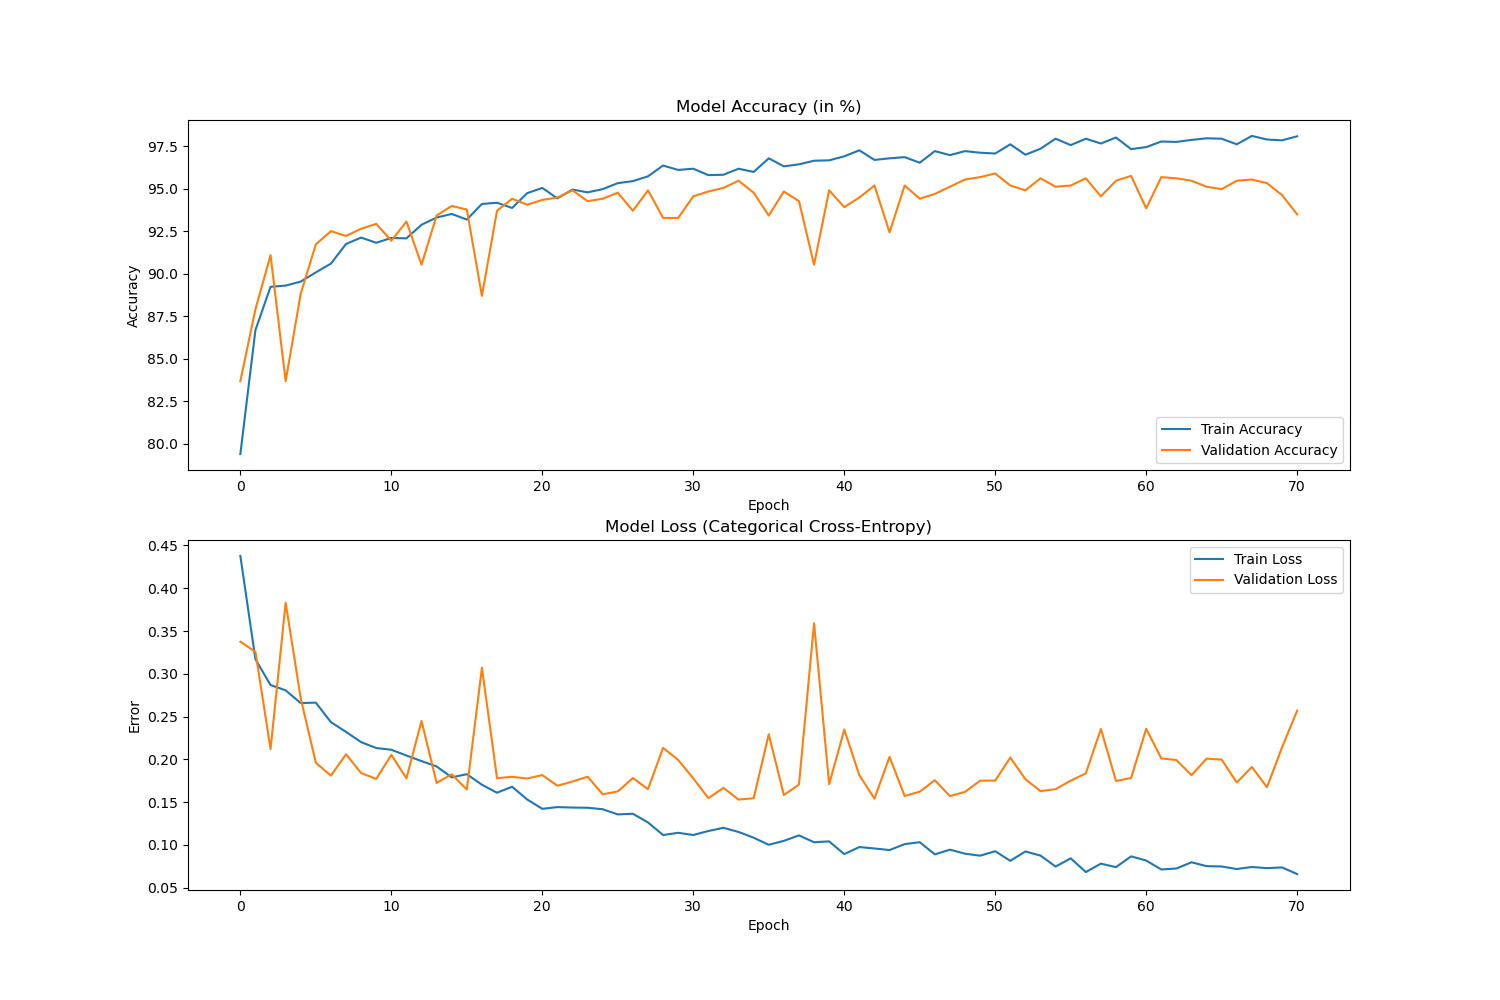 Model Accuracy (in %)
97.5
95.0
92.5
90.0
87.5
85.0
82.5
80.0
Accuracy
Train Accuracy
Validation Accuracy
0 10 20 30 40 50 60 70
Epoch
Model Loss (Categorical Cross-Entropy)
0.45
0.40
0.35
0.30
0.25
0.20
0.15
0.10
0.05
Error
Train Loss
Validation Loss
0 10 20 30 40 50 60 70
Epoch